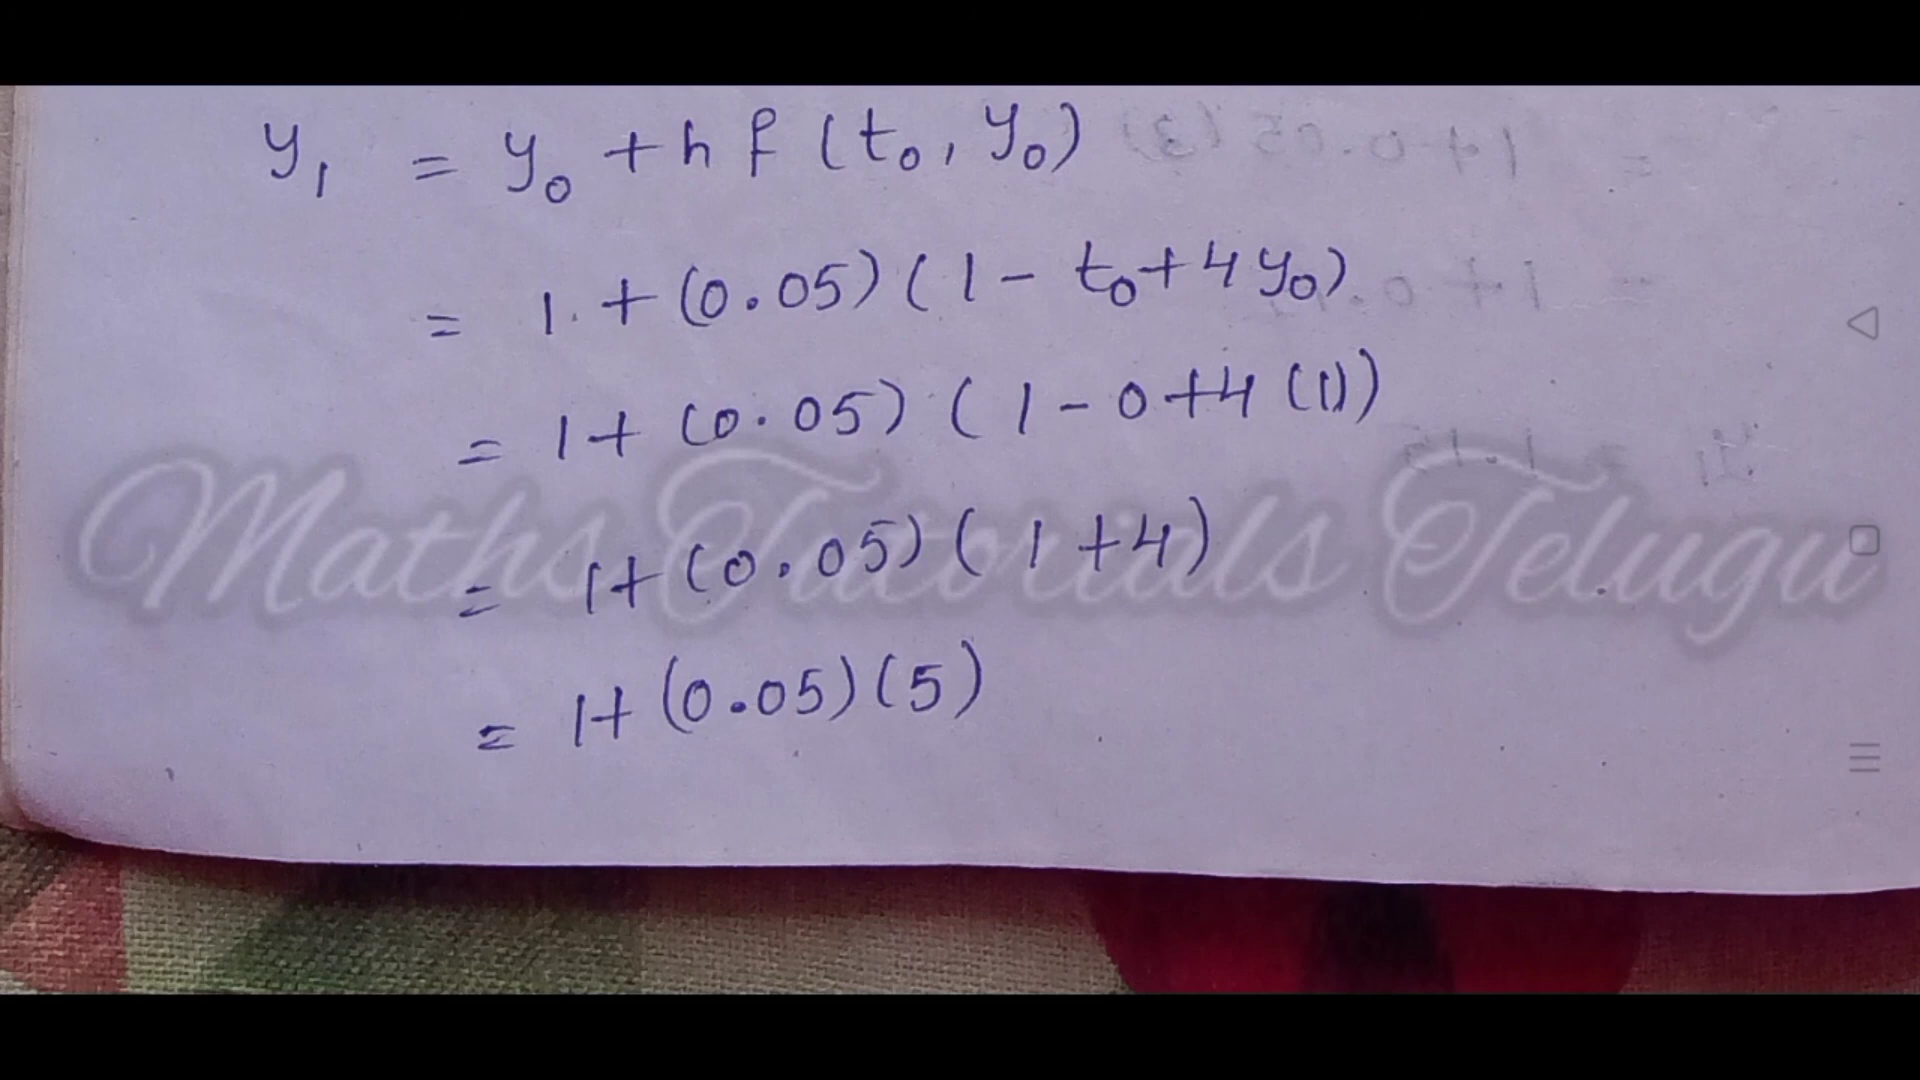 y₁ = y₀ + h f (t₀, y₀)
= 1 + (0.05) (1 - t₀ + 4 y₀)
= 1 + (0.05) (1 - 0 + 4 (1))
= 1 + (0.05) (1 + 4)
= 1 + (0.05) (5)
Maths Tutorials Telugu